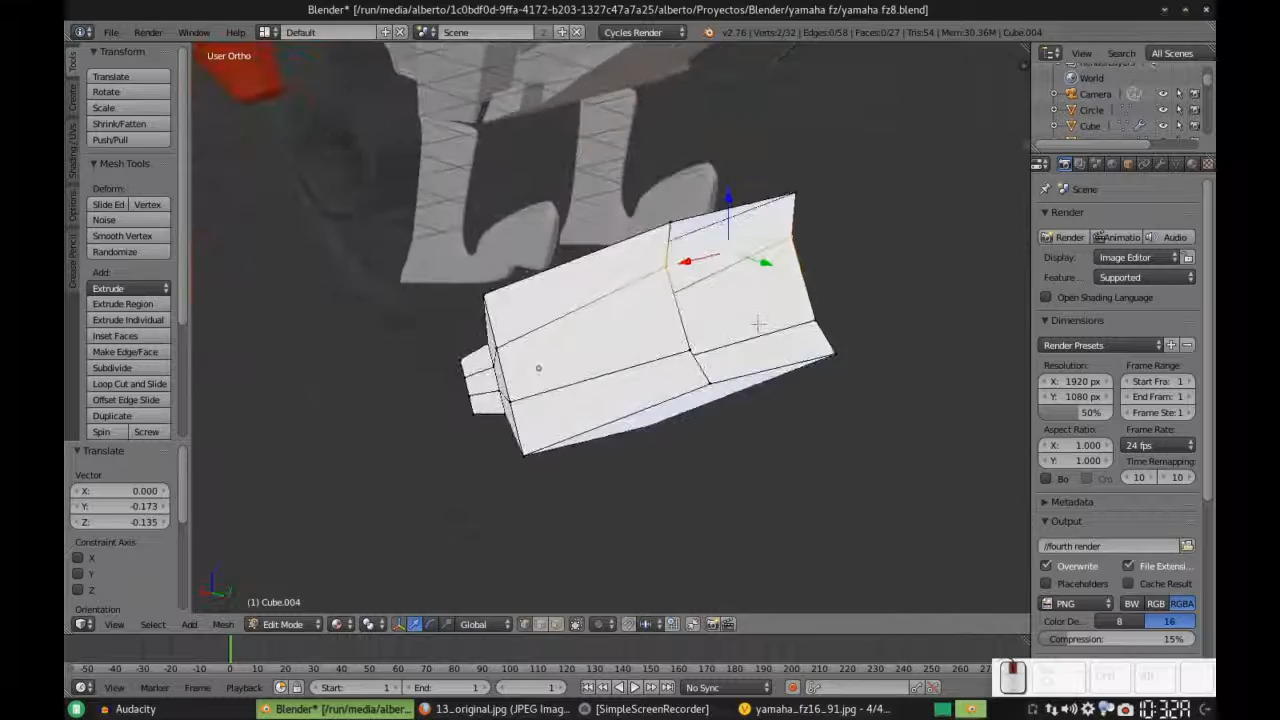 Blender* [/run/media/alberto/1c0bdf0d-9ffa-4172-b203-1327c47a7a25/alberto/Proyectos/Blender/yamaha fz/yamaha fz8.blend]
File Render Window Help Default Scene 2 Cycles Render v2.76 | Verts:2/32 | Edges:0/58 | Faces:0/27 | Tris:54 | Mem:30.36M | Cube.004
Transform
User Ortho
View Search All Scenes
World
Translate
Rotate
Camera
Scale
Circle
Shrink/Fatten
Cube
Push/Pull
Mesh Tools
Scene
Deform:
Slide Ed Vertex
Render
Noise
Smooth Vertex
Render Animatio Audio
Randomize
Display: Image Editor
Add:
Feature... Supported
Extrude
Open Shading Language
Extrude Region
Extrude Individual
Dimensions
Inset Faces
Make Edge/Face
Render Presets
Subdivide
Resolution: Frame Range:
Loop Cut and Slide
X: 1920 px Start Fra: 1
Offset Edge Slide
Y: 1080 px End Fram: 1
Duplicate
50% Frame Ste: 1
Spin Screw
Aspect Ratio: Frame Rate:
X: 1.000 24 fps
Y: 1.000 Time Remapping:
Bo Cro 10 10
Translate
Vector
X: 0.000
Y: -0.173
Z: -0.135
Metadata
Output
Constraint Axis
X
Y
Z
Orientation
//fourth render
Overwrite File Extensi...
Placeholders Cache Result
PNG BW RGB RGBA
Color De... 8 16
Compression: 15%
(1) Cube.004
View Select Add Mesh Edit Mode Global
-50 -40 -30 -20 -10 0 10 20 30 40 50 60 70 80 90 100 110 120 130 140 150 160 170 180 190 200 210 220 230 240 250 260
View Marker Frame Playback Start: 1 End: 1 1 No Sync
Audacity Blender* [/run/media/alber... 13_original.jpg (JPEG Imag... [SimpleScreenRecorder] yamaha_fz16_91.jpg - 4/4...
Tools
Create
Shading / UVs
Options
Grease Pencil